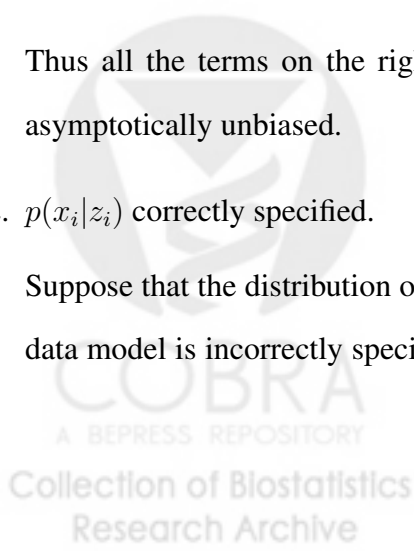 Thus all the terms on the rig
asymptotically unbiased.
. p(x_i|z_i) correctly specified.
Suppose that the distribution o
data model is incorrectly speci
COBRA
A BEPRESS REPOSITORY
Collection of Biostatistics
Research Archive